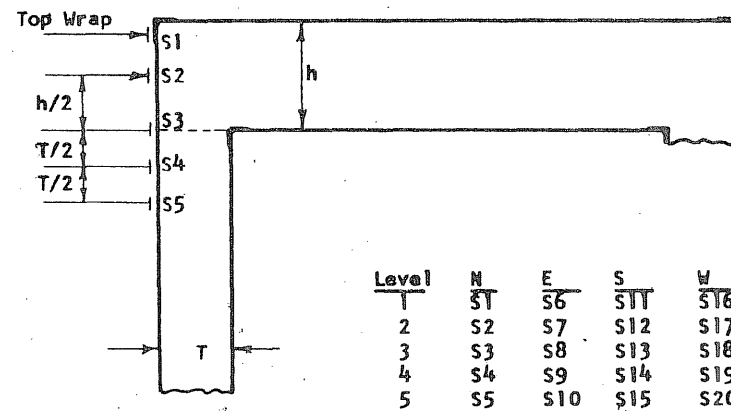 Top Wrap
S1
S2
h
h/2
S3
T/2
S4
T/2
S5
T
Level N E S W
1 S1 S6 S11 S16
2 S2 S7 S12 S17
3 S3 S8 S13 S18
4 S4 S9 S14 S19
5 S5 S10 S15 S20